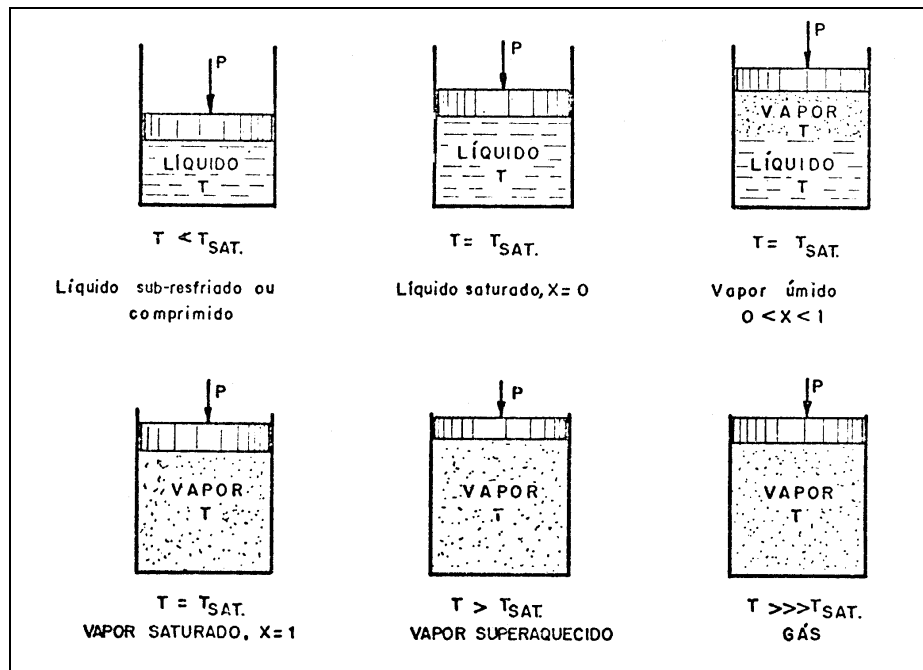 P
LÍQUIDO
T
T < TSAT.
Líquido sub-resfriado ou
comprimido
P
LÍQUIDO
T
T = TSAT.
Líquido saturado, X = 0
P
VAPOR
T
LÍQUIDO
T
T = TSAT.
Vapor úmido
0 < X < 1
P
VAPOR
T
T = TSAT.
VAPOR SATURADO, X = 1
P
VAPOR
T
T > TSAT.
VAPOR SUPERAQUECIDO
P
VAPOR
T
T >>> TSAT.
GÁS